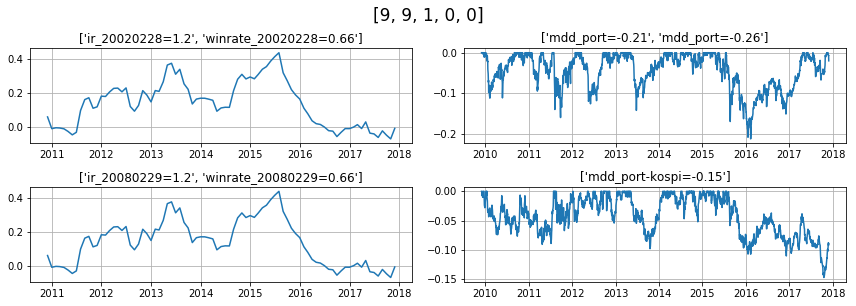 [9, 9, 1, 0, 0]
['ir_20020228=1.2', 'winrate_20020228=0.66']
0.4
0.2
0.0
2011 2012 2013 2014 2015 2016 2017 2018
['mdd_port=-0.21', 'mdd_port=-0.26']
0.0
−0.1
−0.2
2010 2011 2012 2013 2014 2015 2016 2017 2018
['ir_20080229=1.2', 'winrate_20080229=0.66']
0.4
0.2
0.0
2011 2012 2013 2014 2015 2016 2017 2018
['mdd_port-kospi=-0.15']
0.00
−0.05
−0.10
−0.15
2010 2011 2012 2013 2014 2015 2016 2017 2018